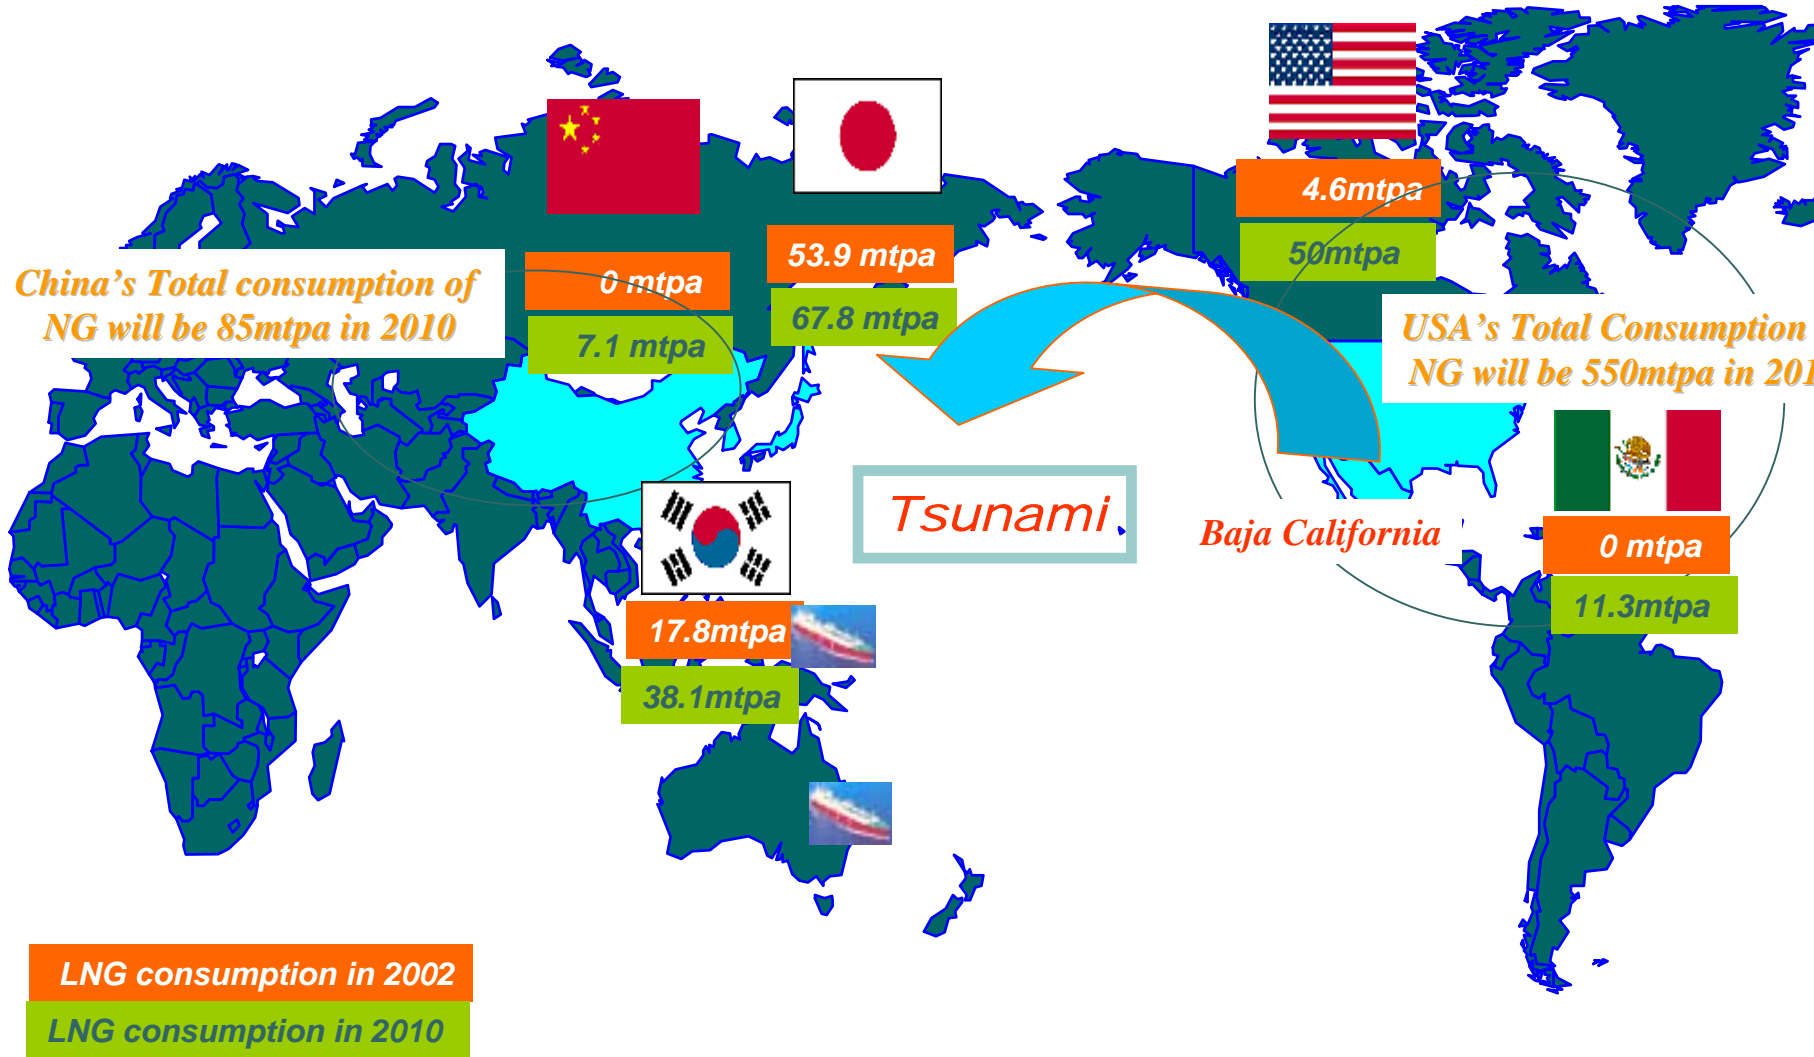 4.6mtpa
50mtpa
53.9 mtpa
67.8 mtpa
China’s Total consumption of
NG will be 85mtpa in 2010
0 mtpa
7.1 mtpa
USA’s Total Consumption
NG will be 550mtpa in 201
Tsunami
Baja California
0 mtpa
11.3mtpa
17.8mtpa
38.1mtpa
LNG consumption in 2002
LNG consumption in 2010